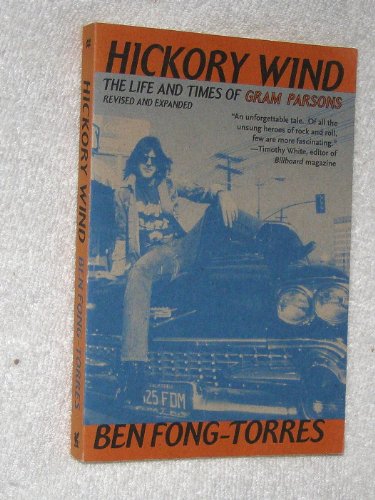 HICKORY WIND
THE LIFE AND TIMES OF GRAM PARSONS
REVISED AND EXPANDED
"An unforgettable tale. Of all the
unsung heroes of rock and roll,
few are more fascinating."
—Timothy White, editor of
Billboard magazine
BEN FONG-TORRES
HICKORY WIND
BEN FONG-TORRES